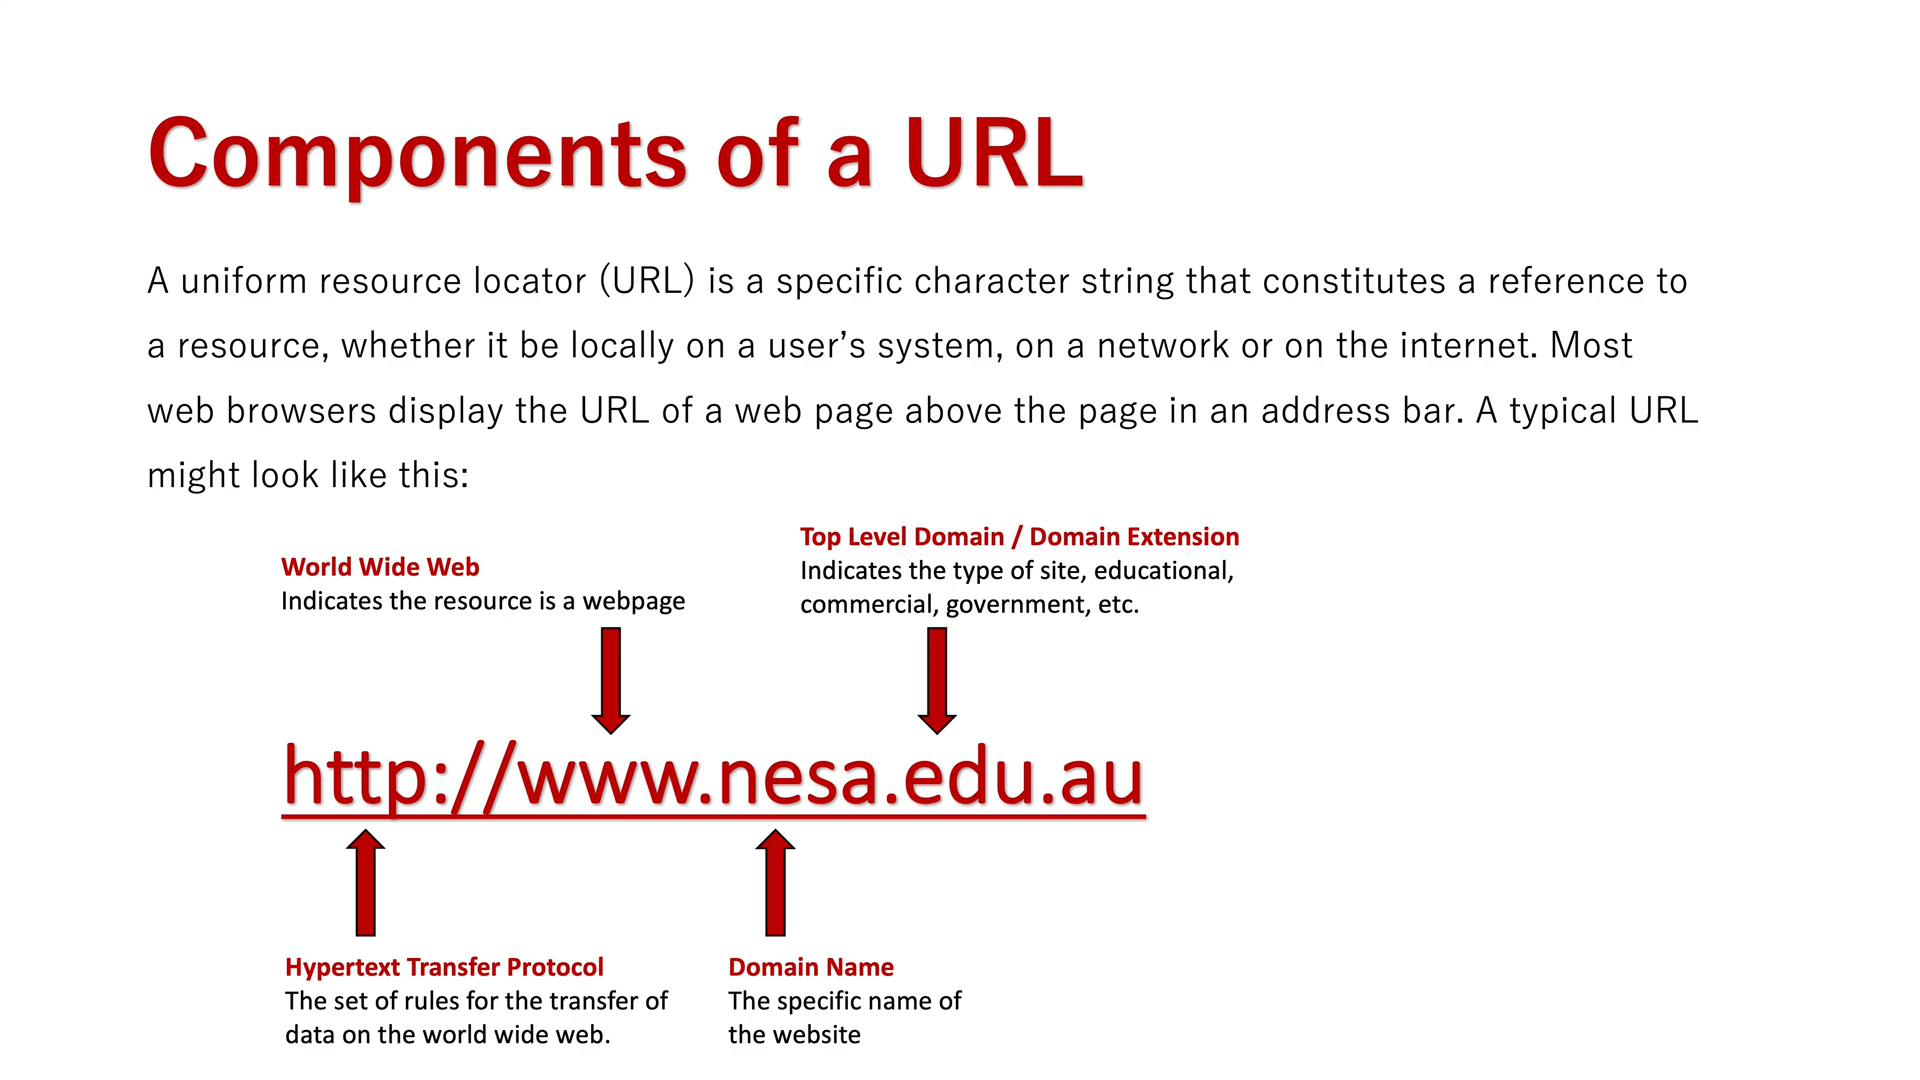 Components of a URL
A uniform resource locator (URL) is a specific character string that constitutes a reference to
a resource, whether it be locally on a user’s system, on a network or on the internet. Most
web browsers display the URL of a web page above the page in an address bar. A typical URL
might look like this:
World Wide Web
Indicates the resource is a webpage
Top Level Domain / Domain Extension
Indicates the type of site, educational,
commercial, government, etc.
http://www.nesa.edu.au
Hypertext Transfer Protocol
The set of rules for the transfer of
data on the world wide web.
Domain Name
The specific name of
the website